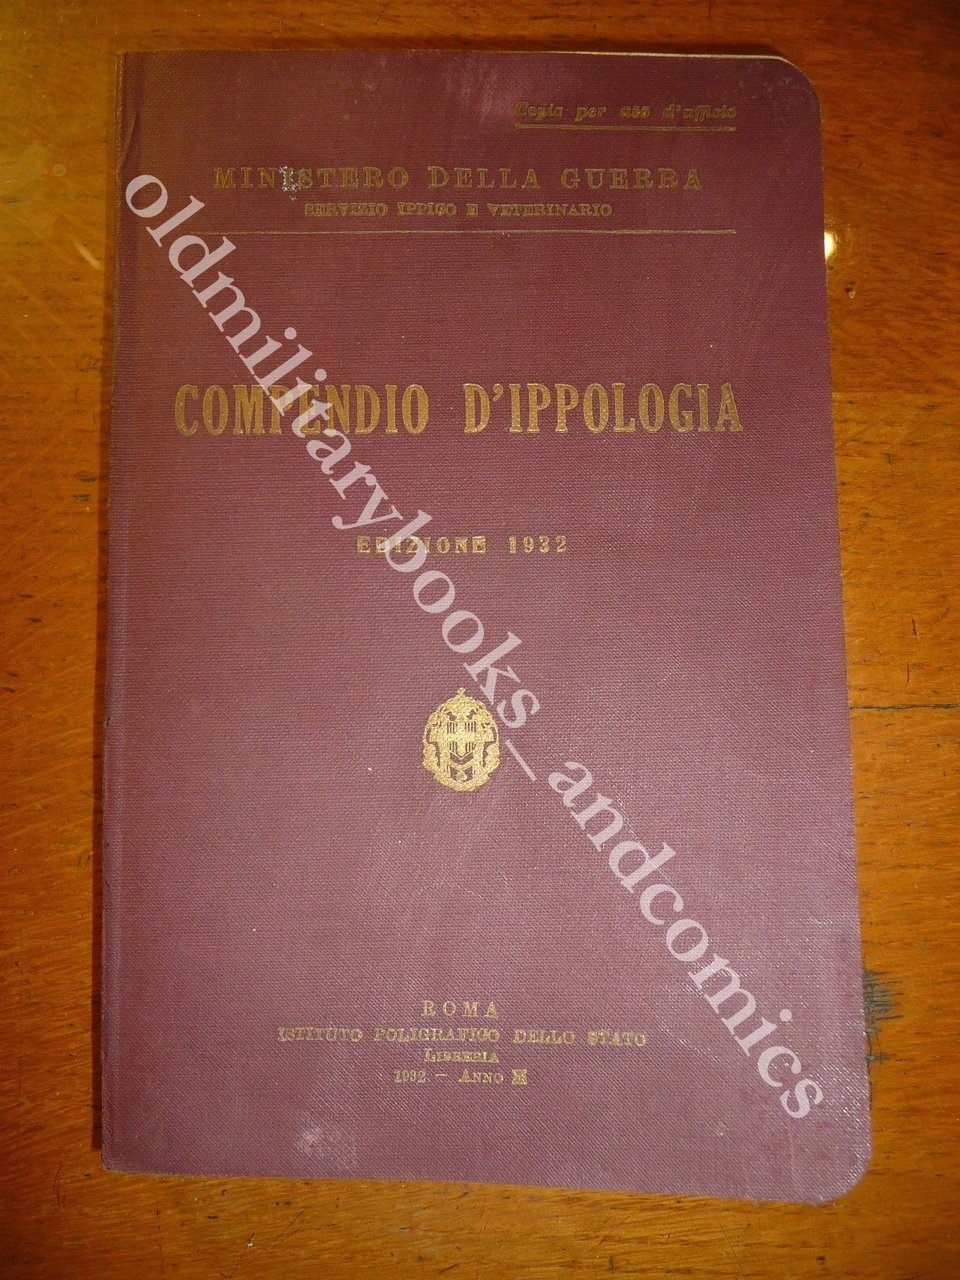 Copia per uso d'ufficio
MINISTERO DELLA GUERRA
SERVIZIO IPPICO E VETERINARIO
COMPENDIO D'IPPOLOGIA
EDIZIONE 1932
ROMA
ISTITUTO POLIGRAFICO DELLO STATO
LIBRERIA
1932 - ANNO
oldmilitarybooks_andcomics